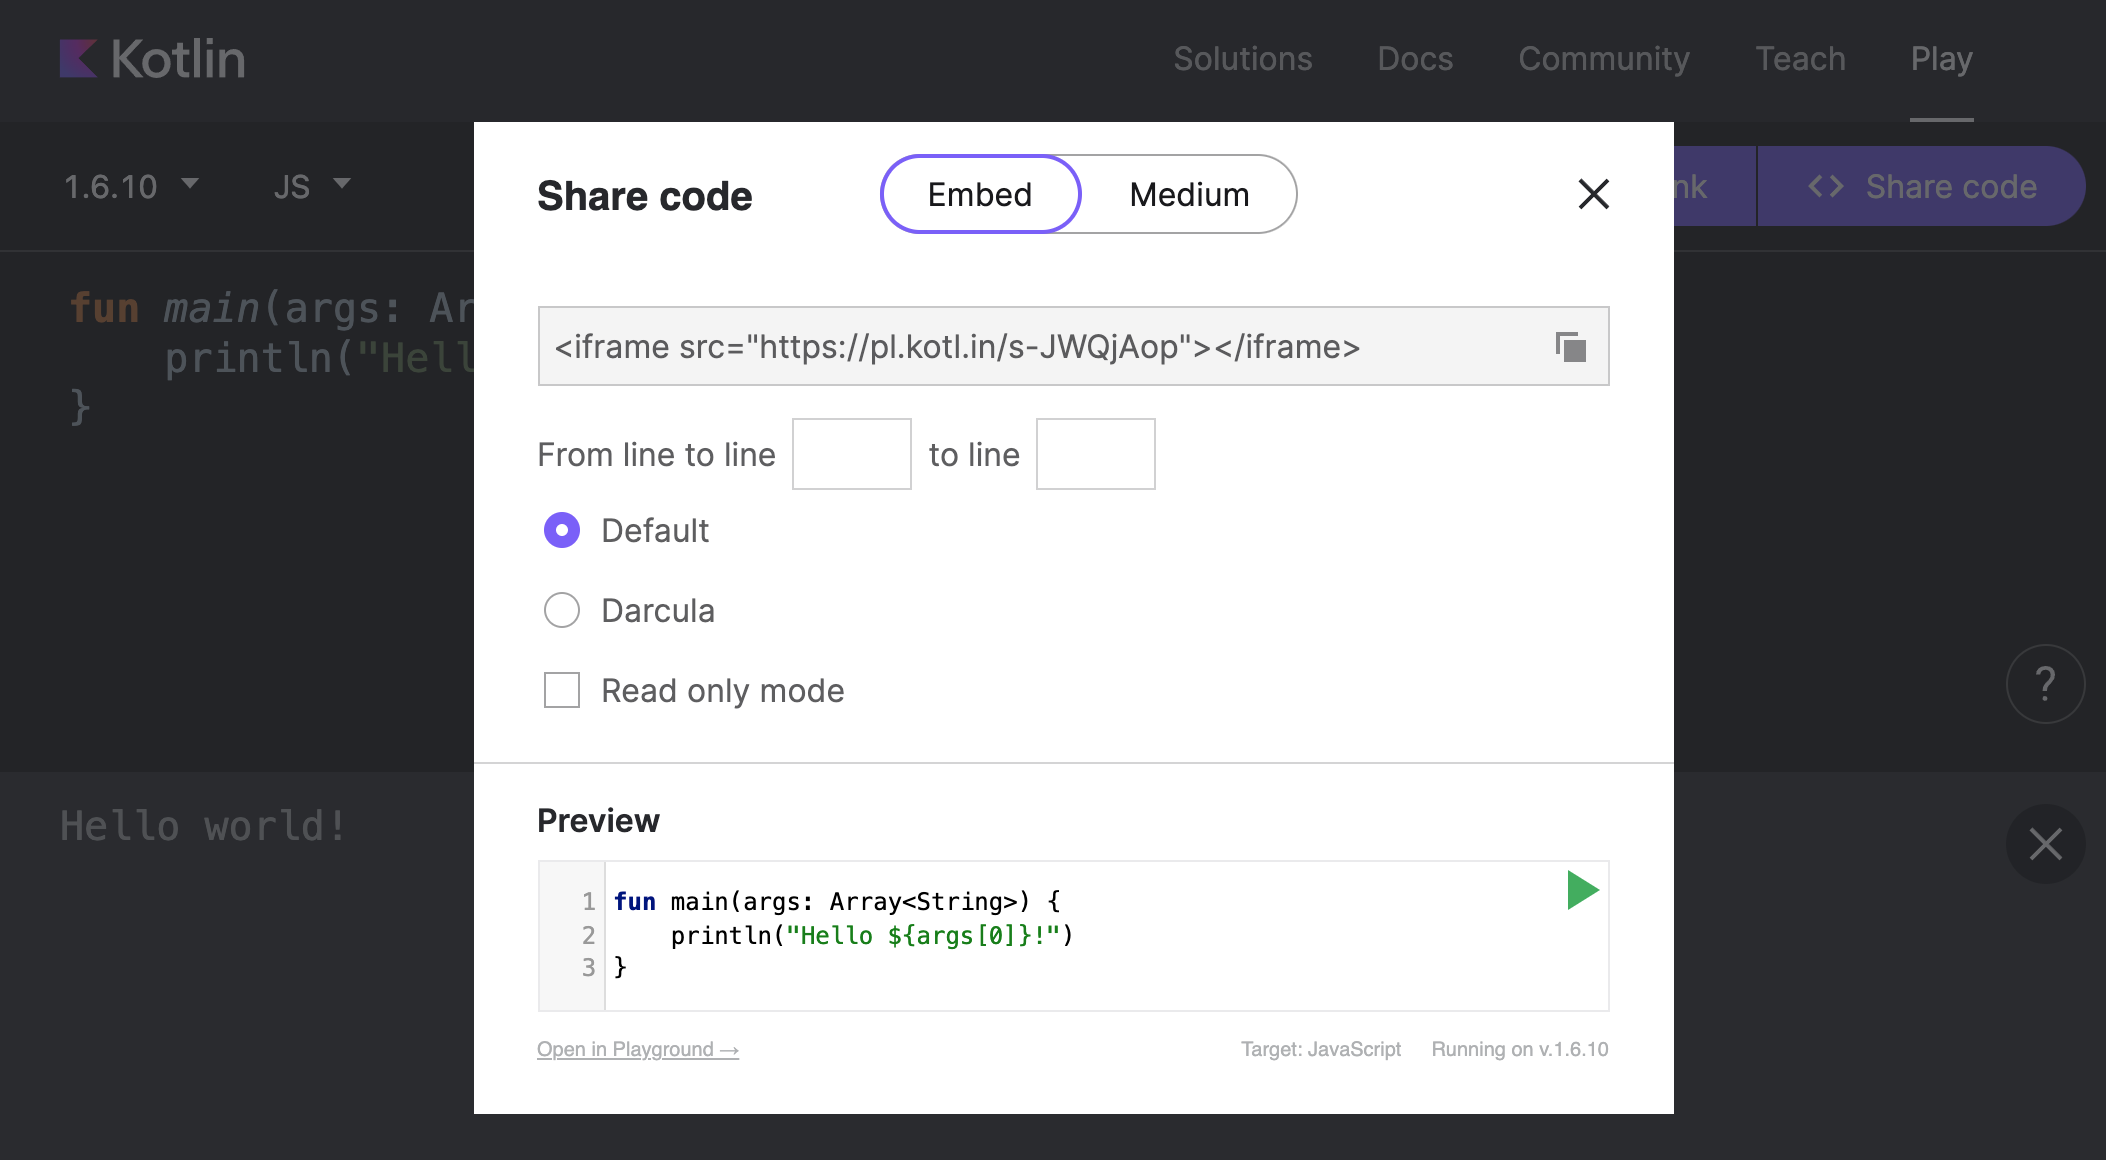 Kotlin
Solutions Docs Community Teach Play
1.6.10 JS
Share code
Embed
Medium
nk
<> Share code
fun main(args: Ar
println("Hell
}
<iframe src="https://pl.kotl.in/s-JWQjAop"></iframe>
From line to line
to line
Default
Darcula
Read only mode
?
Hello world!
Preview
1 fun main(args: Array<String>) {
2 println("Hello ${args[0]}!")
3 }
Open in Playground →
Target: JavaScript Running on v.1.6.10